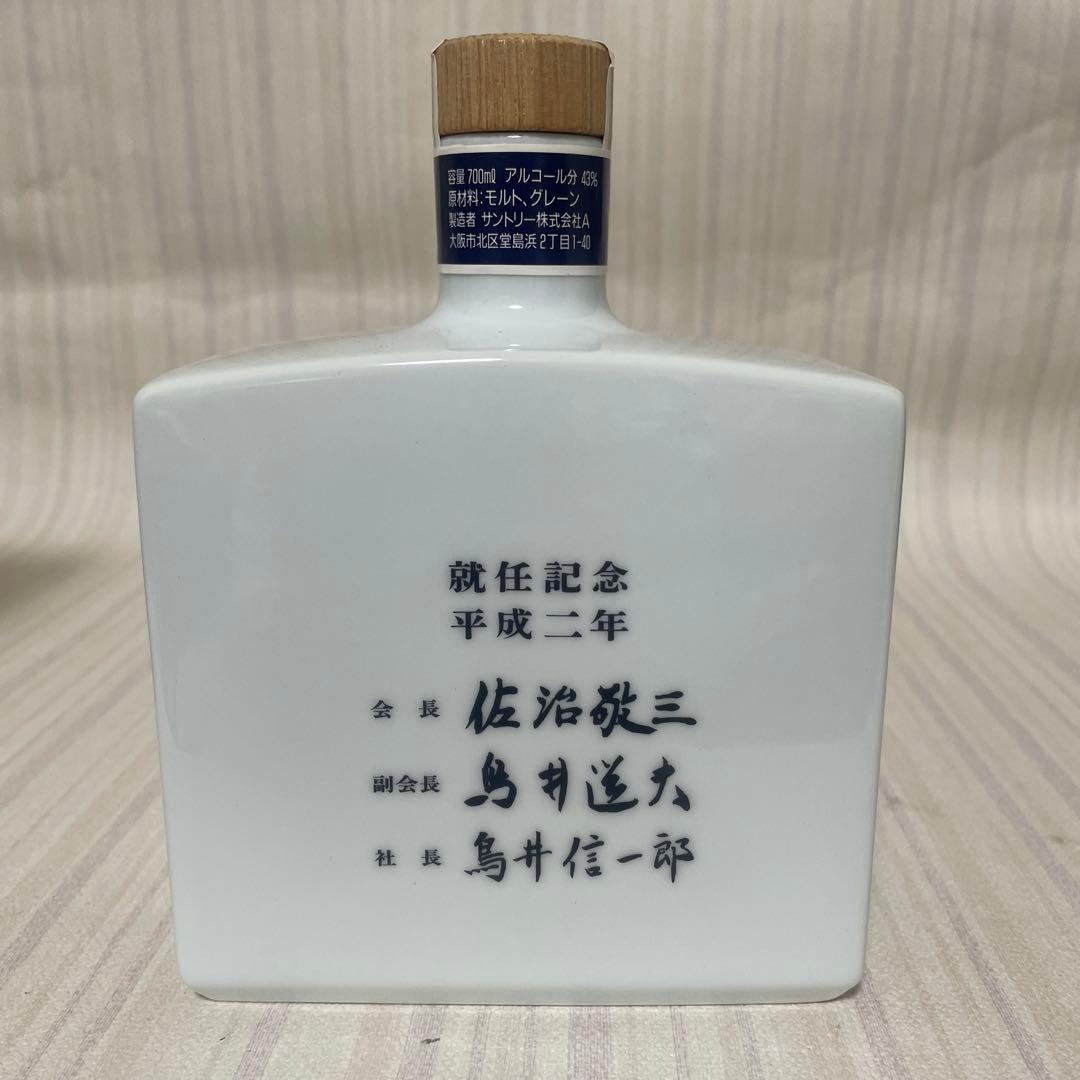 容量 700ml アルコール分 43%
原材料:モルト、グレーン
製造者 サントリー株式会社A
大阪市北区堂島浜2丁目1-40
就任記念
平成二年
会長 佐治敬三
副会長 鳥井道夫
社長 鳥井信一郎